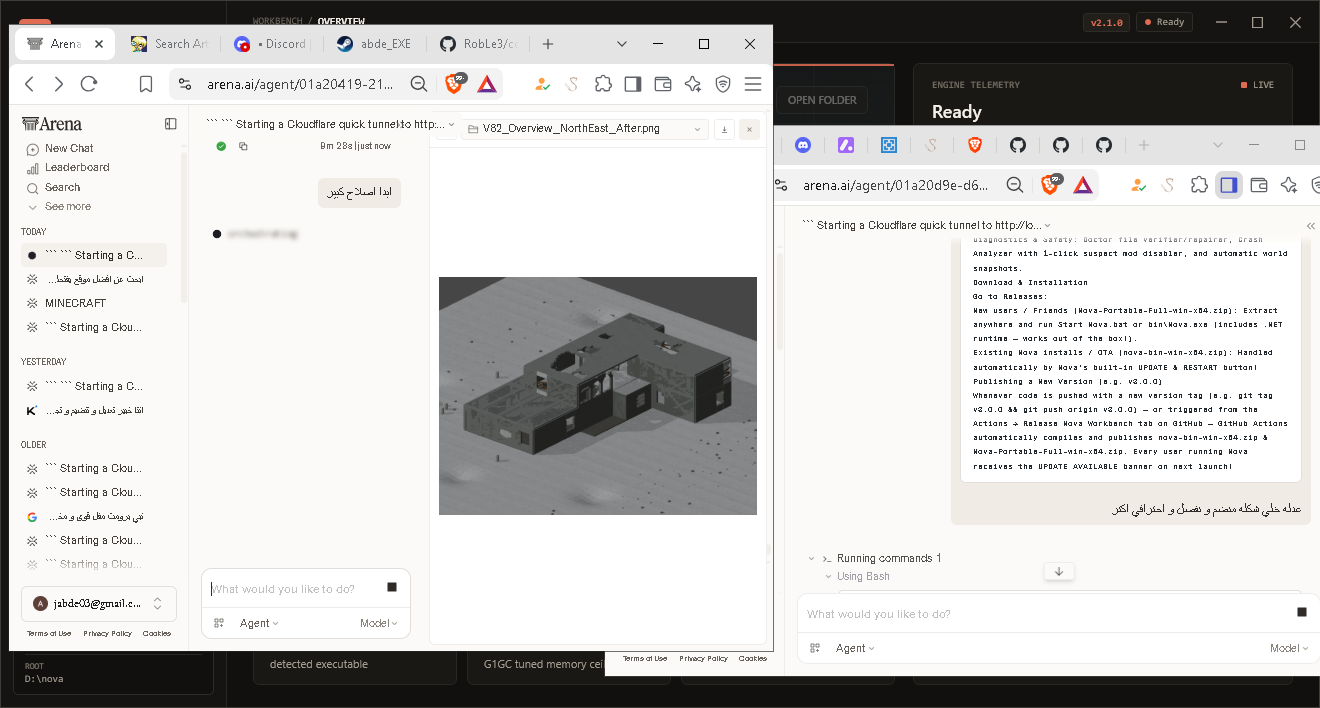 WORKBENCH / OVERVIEW
v2.1.0
Ready
Arena
Search Art
• Discord
abde_EXE
RobLe3/cc
arena.ai/agent/01a20419-21...
99+
Arena
New Chat
Leaderboard
Search
See more
TODAY
``` ``` Starting a C...
MINECRAFT
``` Starting a Clou...
YESTERDAY
``` ``` Starting a C...
OLDER
``` Starting a Clou...
``` Starting a Clou...
``` Starting a Clou...
``` Starting a Clou...
jabde03@gmail.c...
Terms of Use Privacy Policy Cookies
``` ``` Starting a Cloudflare quick tunnel to http:...
9m 23s | just now
ابدا اصلاح كبير
What would you like to do?
Agent
Model
V82_Overview_NorthEast_After.png
OPEN FOLDER
ENGINE TELEMETRY
LIVE
Ready
arena.ai/agent/01a20d9e-d6...
99+
``` Starting a Cloudflare quick tunnel to http://lo...
Diagnostics & Safety: Doctor file verifier/repairer, Crash
Analyzer with 1-click suspect mod disabler, and automatic world
snapshots.
Download & Installation
Go to Releases:
New users / Friends (Nova-Portable-Full-win-x64.zip): Extract
anywhere and run Start Nova.bat or bin\Nova.exe (includes .NET
runtime — works out of the box!).
Existing Nova installs / OTA (nova-bin-win-x64.zip): Handled
automatically by Nova's built-in UPDATE & RESTART button!
Publishing a New Version (e.g. v2.0.0)
Whenever code is pushed with a new version tag (e.g. git tag
v2.0.0 && git push origin v2.0.0) — or triggered from the
Actions → Release Nova Workbench tab on GitHub — GitHub Actions
automatically compiles and publishes nova-bin-win-x64.zip &
Nova-Portable-Full-win-x64.zip. Every user running Nova
receives the UPDATE AVAILABLE banner on next launch!
عدله خلي شكله منضم و نفصل و احترافي اكثر
Running commands 1
Using Bash
What would you like to do?
Agent
Model
Terms of Use Privacy Policy Cookies
ROOT
D:\nova
detected executable
G1GC tuned memory ceil